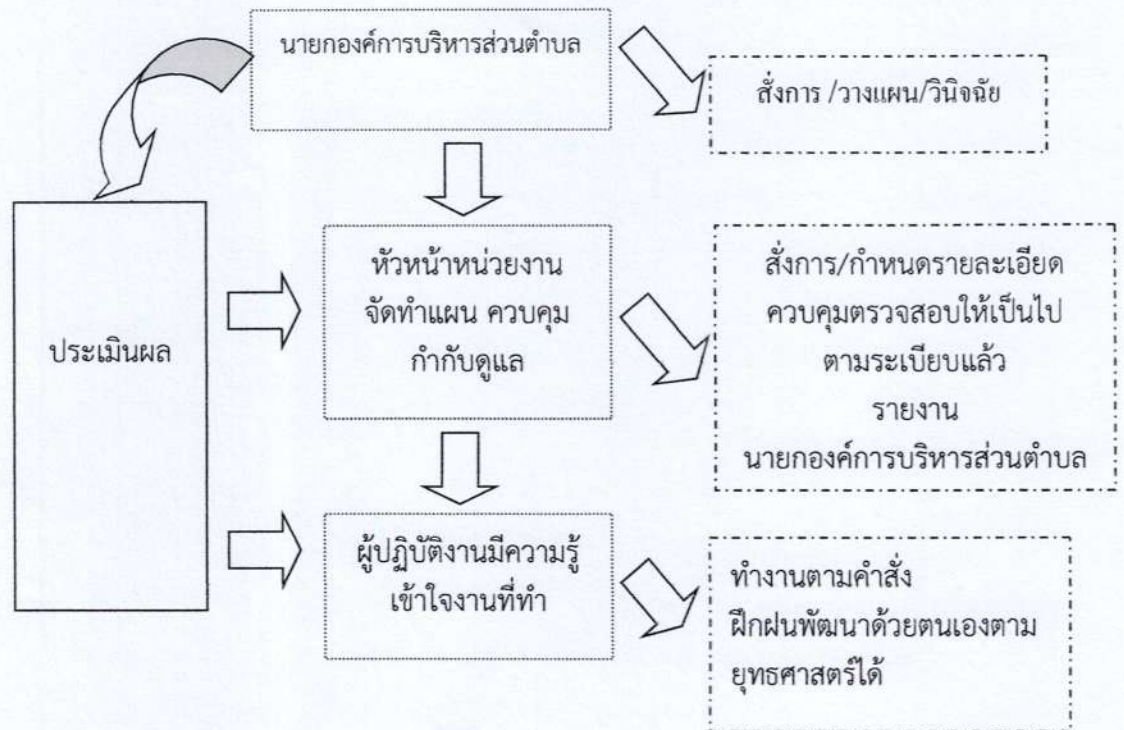 นายกองค์การบริหารส่วนตำบล
สั่งการ /วางแผน/วินิจฉัย
ประเมินผล
หัวหน้าหน่วยงาน
จัดทำแผน ควบคุม
กำกับดูแล
สั่งการ/กำหนดรายละเอียด
ควบคุมตรวจสอบให้เป็นไป
ตามระเบียบแล้ว
รายงาน
นายกองค์การบริหารส่วนตำบล
ผู้ปฏิบัติงานมีความรู้
เข้าใจงานที่ทำ
ทำงานตามคำสั่ง
ฝึกฝนพัฒนาด้วยตนเองตาม
ยุทธศาสตร์ได้